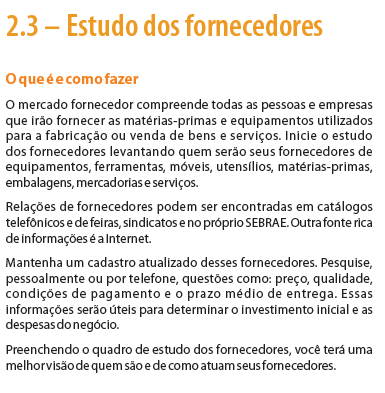 2.3 – Estudo dos fornecedores
O que é e como fazer
O mercado fornecedor compreende todas as pessoas e empresas
que irão fornecer as matérias-primas e equipamentos utilizados
para a fabricação ou venda de bens e serviços. Inicie o estudo
dos fornecedores levantando quem serão seus fornecedores de
equipamentos, ferramentas, móveis, utensílios, matérias-primas,
embalagens, mercadorias e serviços.
Relações de fornecedores podem ser encontradas em catálogos
telefônicos e de feiras, sindicatos e no próprio SEBRAE. Outra fonte rica
de informações é a Internet.
Mantenha um cadastro atualizado desses fornecedores. Pesquise,
pessoalmente ou por telefone, questões como: preço, qualidade,
condições de pagamento e o prazo médio de entrega. Essas
informações serão úteis para determinar o investimento inicial e as
despesas do negócio.
Preenchendo o quadro de estudo dos fornecedores, você terá uma
melhor visão de quem são e de como atuam seus fornecedores.